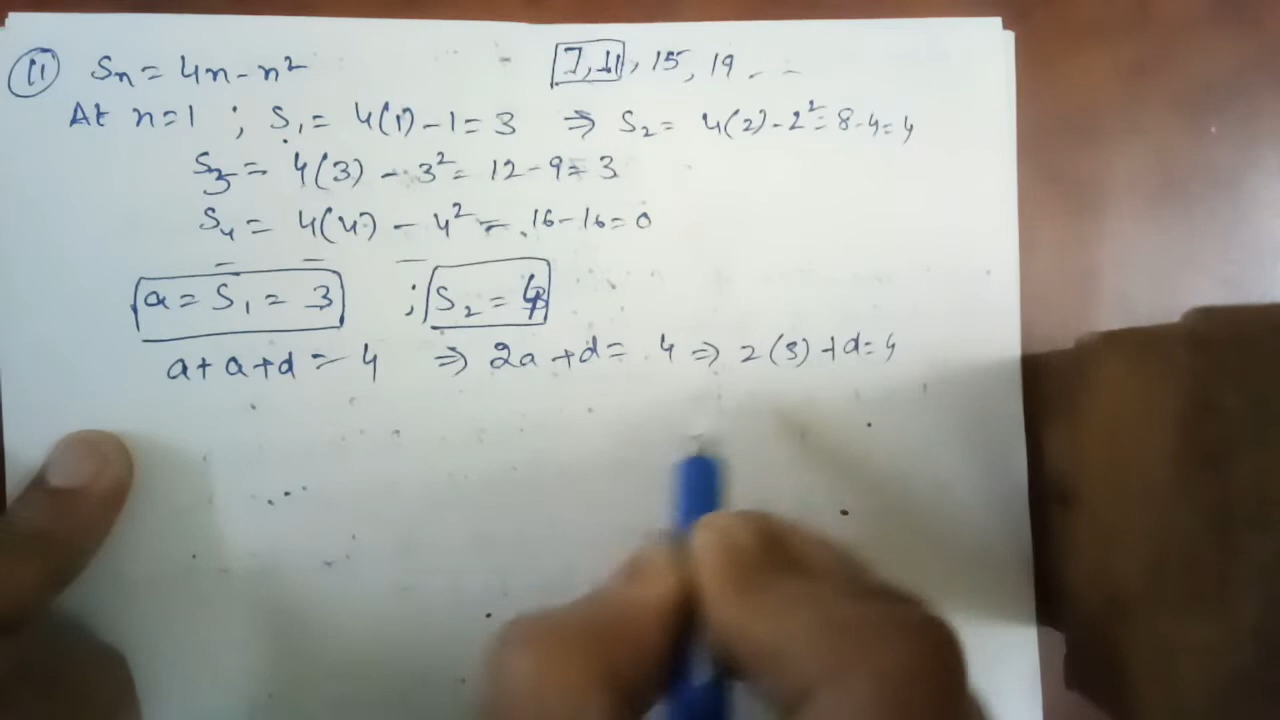 (11) Sn = 4n - n² 7, 11, 15, 19 . - -
At n=1 ; S₁ = 4(1) - 1 = 3 ⇒ S₂ = 4(2) - 2² = 8-4=4
S₃ = 4(3) - 3² = 12 - 9 = 3
S₄ = 4(4) - 4² = 16 - 16 = 0
a = S₁ = 3 ; S₂ = 4
a + a + d = 4 ⇒ 2a + d = 4 ⇒ 2(3) + d = 4